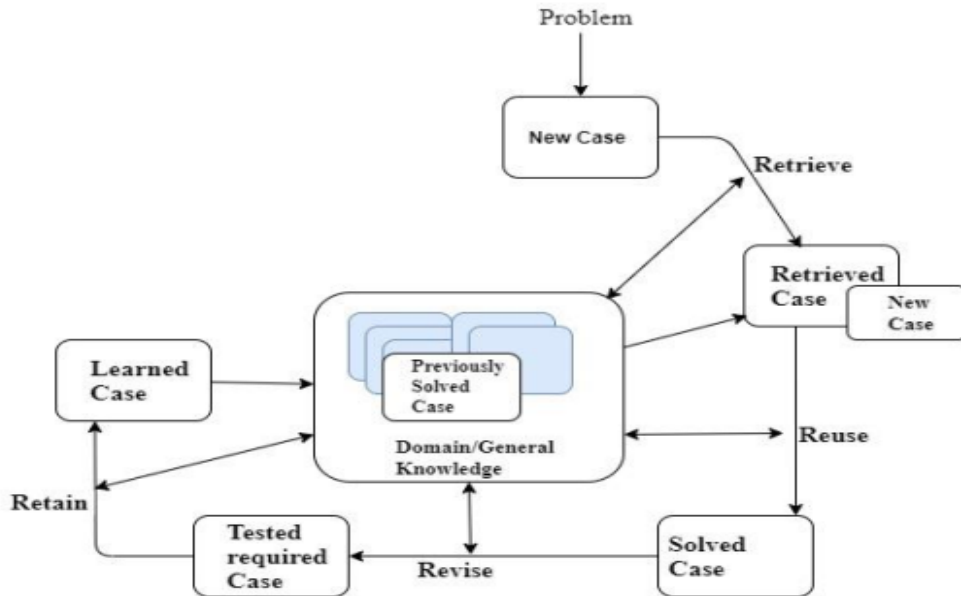 Problem
New Case
Retrieve
Retrieved
Case
New
Case
Previously
Solved
Case
Learned
Case
Domain/General
Knowledge
Reuse
Retain
Tested
required
Case
Revise
Solved
Case